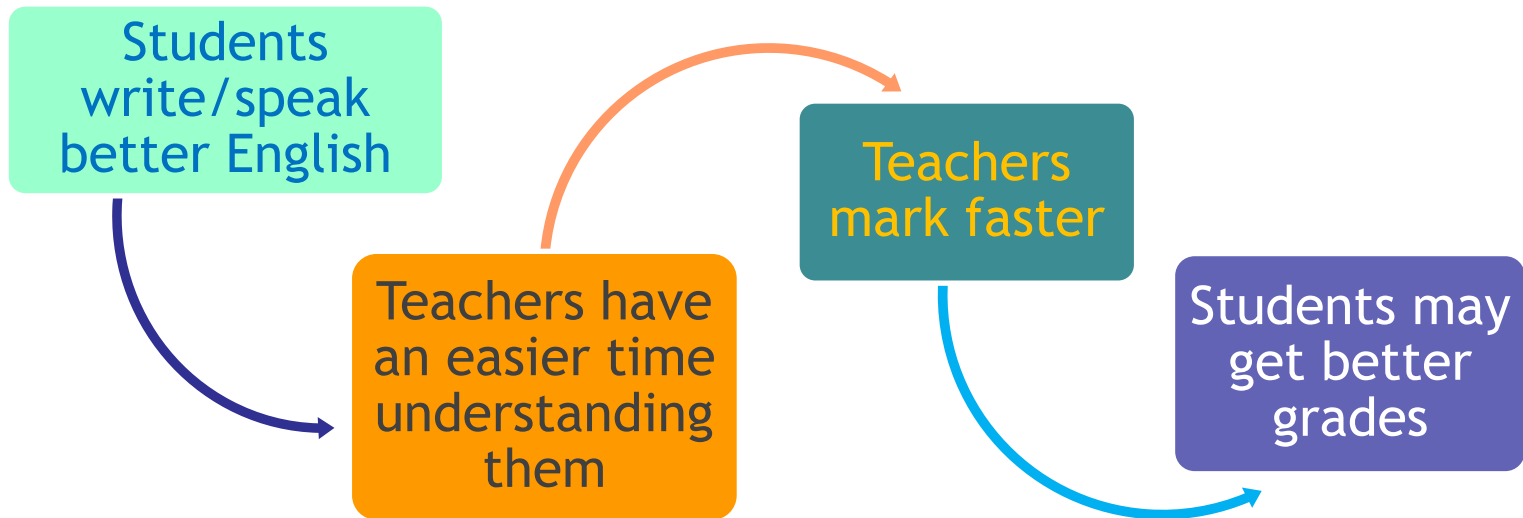 Students
write/speak
better English
Teachers have
an easier time
understanding
them
Teachers
mark faster
Students may
get better
grades